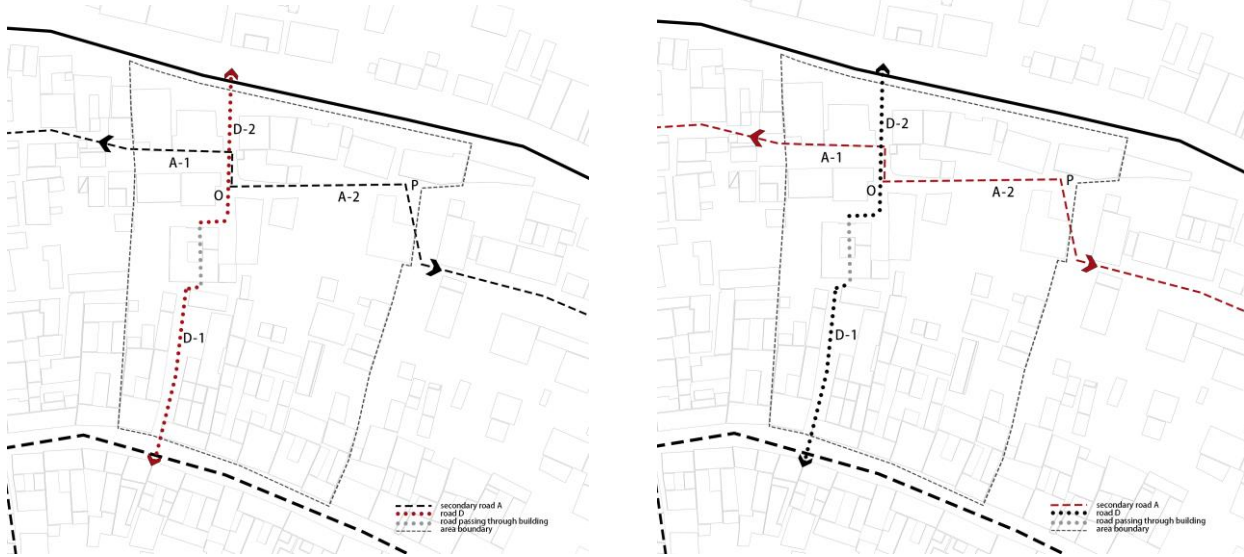 D-2
A-1
O
P
A-2
D-1
secondary road A
road D
road passing through building
area boundary
D-2
A-1
O
P
A-2
D-1
secondary road A
road D
road passing through building
area boundary